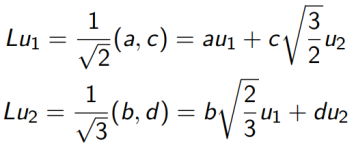 Lu₁ = 1/√2 (a, c) = au₁ + c√(3/2) u₂
Lu₂ = 1/√3 (b, d) = b√(2/3) u₁ + du₂